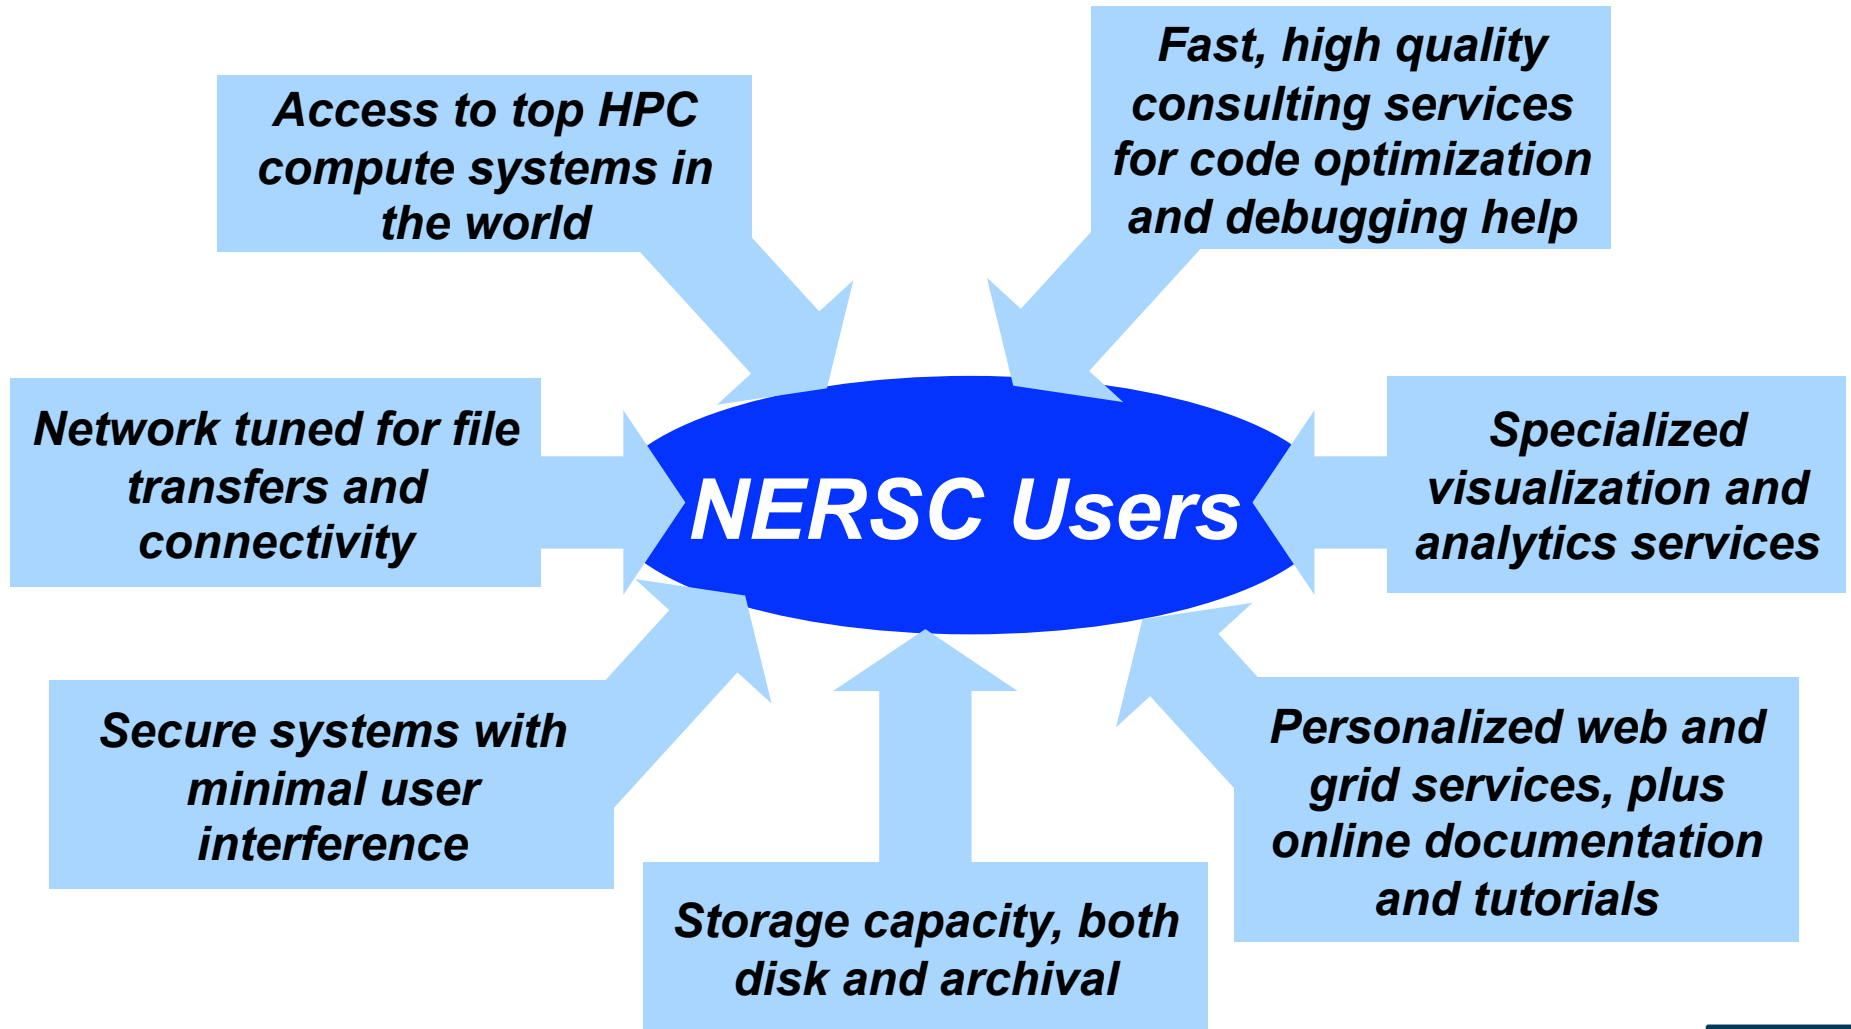 Access to top HPC
compute systems in
the world
Fast, high quality
consulting services
for code optimization
and debugging help
Network tuned for file
transfers and
connectivity
NERSC Users
Specialized
visualization and
analytics services
Secure systems with
minimal user
interference
Storage capacity, both
disk and archival
Personalized web and
grid services, plus
online documentation
and tutorials